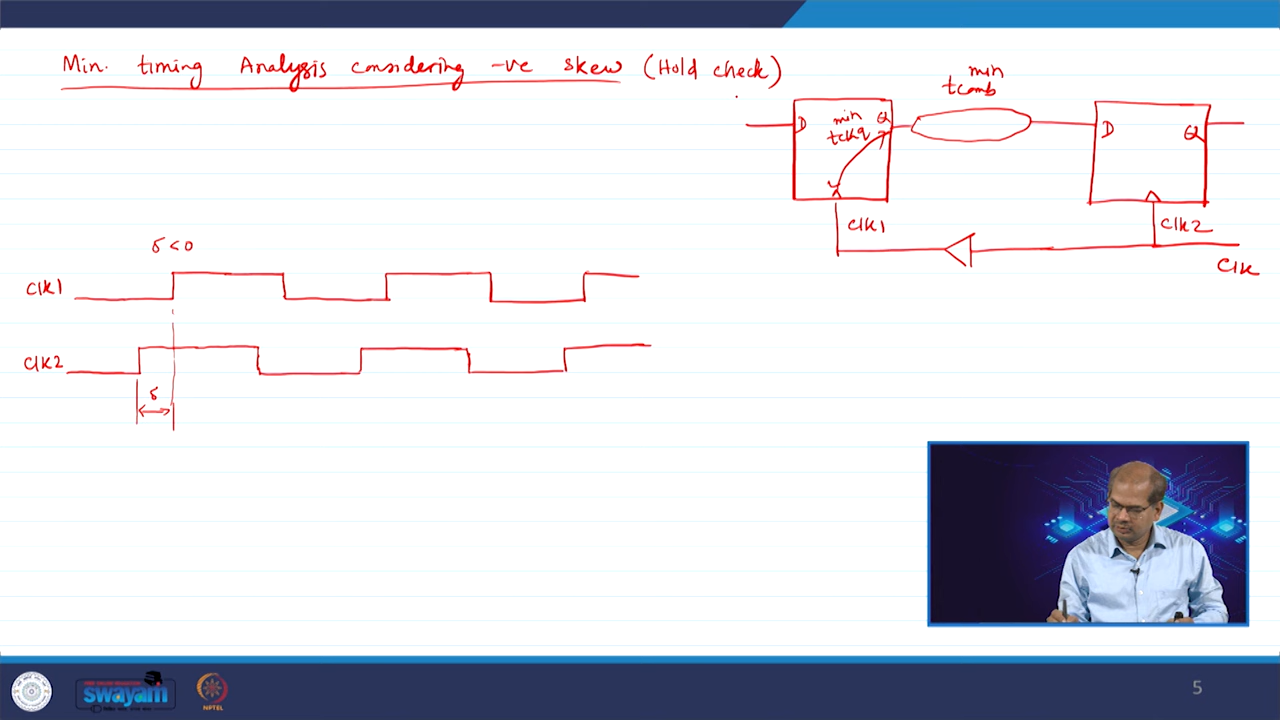 Min. timing Analysis considering -ve skew (Hold check)
min
tcomb
D
min
tckq
Q
D
Q
Clk1
Clk2
Clk
δ<0
Clk1
Clk2
δ
swayam
NPTEL
5